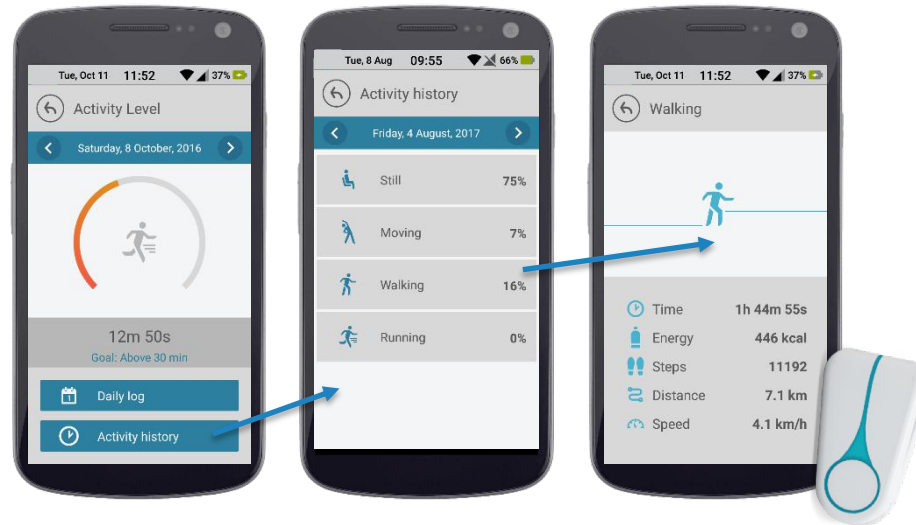 Tue, Oct 11 11:52 37%
Activity Level
Saturday, 8 October, 2016
12m 50s
Goal: Above 30 min
1
Daily log
Activity history
Tue, 8 Aug 09:55 66%
Activity history
Friday, 4 August, 2017
Still 75%
Moving 7%
Walking 16%
Running 0%
Tue, Oct 11 11:52 37%
Walking
Time 1h 44m 55s
Energy 446 kcal
Steps 11192
Distance 7.1 km
Speed 4.1 km/h